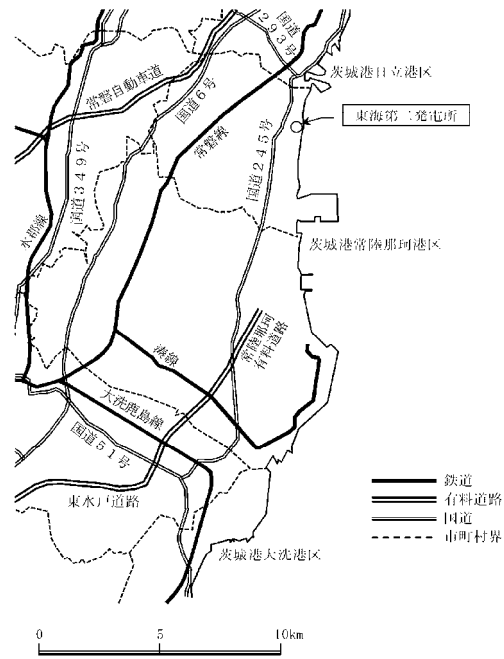 国道
293号
茨城港日立港区
常磐自動車道
国道6号
東海第二発電所
常磐線
国道245号
国道349号
水郡線
茨城港常陸那珂港区
湊線
常陸那珂
有料道路
大洗鹿島線
国道51号
東水戸道路
茨城港大洗港区
鉄道
有料道路
国道
市町村界
0 5 10km